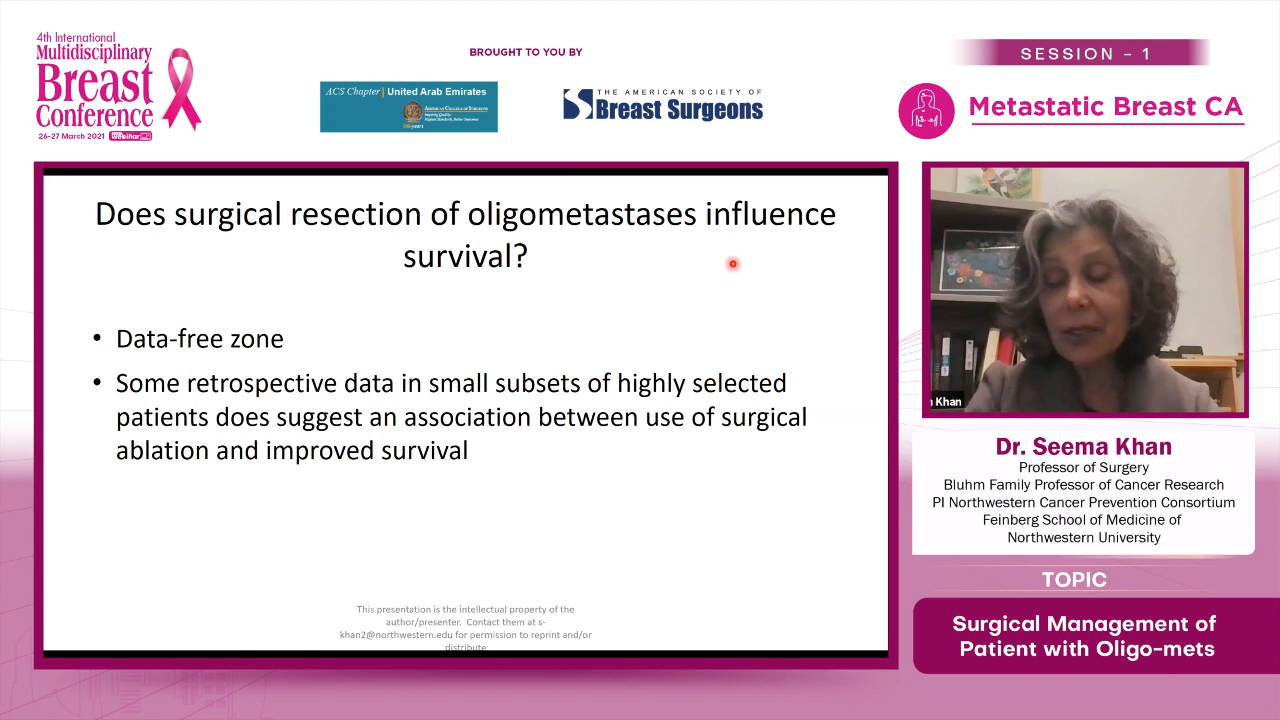 4th International
Multidisciplinary
Breast
Conference
26-27 March 2021
BROUGHT TO YOU BY
ACS Chapter | United Arab Emirates
AMERICAN COLLEGE OF SURGEONS
THE AMERICAN SOCIETY OF
Breast Surgeons
SESSION - 1
Metastatic Breast CA
Does surgical resection of oligometastases influence
survival?
• Data-free zone
• Some retrospective data in small subsets of highly selected
patients does suggest an association between use of surgical
ablation and improved survival
This presentation is the intellectual property of the
author/presenter. Contact them at s-
khan2@northwestern.edu for permission to reprint and/or
distribute
Khan
Dr. Seema Khan
Professor of Surgery
Bluhm Family Professor of Cancer Research
PI Northwestern Cancer Prevention Consortium
Feinberg School of Medicine of
Northwestern University
TOPIC
Surgical Management of
Patient with Oligo-mets